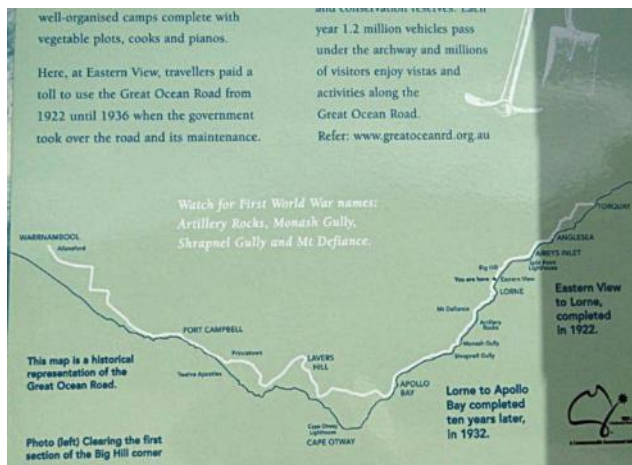 well-organised camps complete with
vegetable plots, cooks and pianos.
Here, at Eastern View, travellers paid a
toll to use the Great Ocean Road from
1922 until 1936 when the government
took over the road and its maintenance.
and conservation reserves. Each
year 1.2 million vehicles pass
under the archway and millions
of visitors enjoy vistas and
activities along the
Great Ocean Road.
Refer: www.greatoceanrd.org.au
Watch for First World War names:
Artillery Rocks, Monash Gully,
Shrapnel Gully and Mt Defiance.
TORQUAY
ANGLESEA
AIREYS INLET
Split Point
Lighthouse
Big Hill
You are here
Eastern View
LORNE
Mt Defiance
Artillery
Rocks
Monash Gully
Shrapnel Gully
APOLLO
BAY
WARRNAMBOOL
Allansford
PORT CAMPBELL
Princetown
Twelve Apostles
LAVERS
HILL
Cape Otway
Lighthouse
CAPE OTWAY
Eastern View
to Lorne,
completed
in 1922.
Lorne to Apollo
Bay completed
ten years later,
in 1932.
This map is a historical
representation of the
Great Ocean Road.
Photo (left) Clearing the first
section of the Big Hill corner